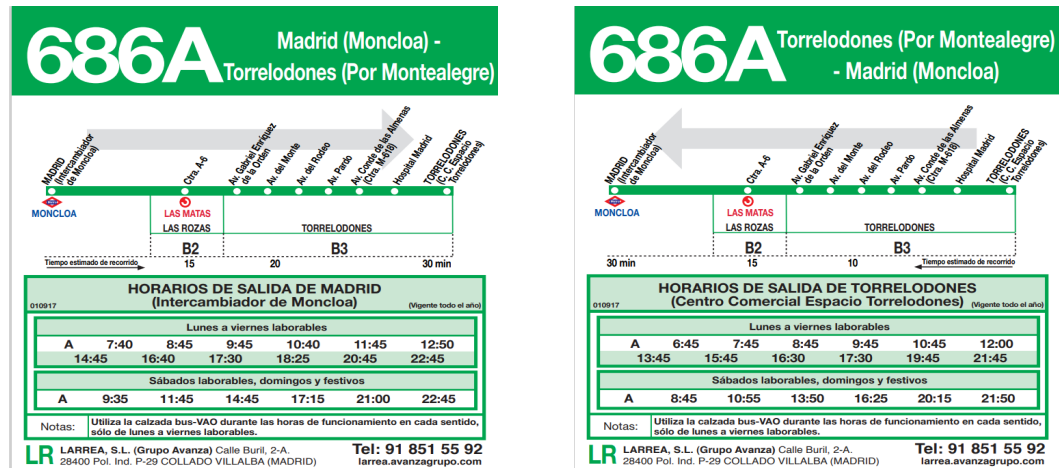 686A
Madrid (Moncloa) -
Torrelodones (Por Montealegre)
MADRID
(Intercambiador
de Moncloa)
Ctra. A-6
Av. Gabriel Enríquez
de la Orden
Av. del Monte
Av. del Rodeo
Av. Pardo
Av. Conde de las Almenas
(Ctra. M-618)
Hospital Madrid
TORRELODONES
(C. C. Espacio
Torrelodones)
MONCLOA
LAS MATAS
LAS ROZAS
TORRELODONES
B2
B3
Tiempo estimado de recorrido
15
20
30 min
HORARIOS DE SALIDA DE MADRID
010917
(Intercambiador de Moncloa)
(Vigente todo el año)
Lunes a viernes laborables
A 7:40 8:45 9:45 10:40 11:45 12:50
14:45 16:40 17:30 18:25 20:45 22:45
Sábados laborables, domingos y festivos
A 9:35 11:45 14:45 17:15 21:00 22:45
Notas:
Utiliza la calzada bus-VAO durante las horas de funcionamiento en cada sentido,
sólo de lunes a viernes laborables.
LR
LARREA, S.L. (Grupo Avanza) Calle Buril, 2-A.
28400 Pol. Ind. P-29 COLLADO VILLALBA (MADRID)
Tel: 91 851 55 92
larrea.avanzagrupo.com
686A
Torrelodones (Por Montealegre)
- Madrid (Moncloa)
MADRID
(Intercambiador
de Moncloa)
Ctra. A-6
Av. Gabriel Enríquez
de la Orden
Av. del Monte
Av. del Rodeo
Av. Pardo
Av. Conde de las Almenas
(Ctra. M-618)
Hospital Madrid
TORRELODONES
(C. C. Espacio
Torrelodones)
MONCLOA
LAS MATAS
LAS ROZAS
TORRELODONES
B2
B3
30 min
15
10
Tiempo estimado de recorrido
HORARIOS DE SALIDA DE TORRELODONES
010917
(Centro Comercial Espacio Torrelodones)
(Vigente todo el año)
Lunes a viernes laborables
A 6:45 7:45 8:45 9:45 10:45 12:00
13:45 15:45 16:30 17:30 19:45 21:45
Sábados laborables, domingos y festivos
A 8:45 10:55 13:50 16:25 20:15 21:50
Notas:
Utiliza la calzada bus-VAO durante las horas de funcionamiento en cada sentido,
sólo de lunes a viernes laborables.
LR
LARREA, S.L. (Grupo Avanza) Calle Buril, 2-A.
28400 Pol. Ind. P-29 COLLADO VILLALBA (MADRID)
Tel: 91 851 55 92
larrea.avanzagrupo.com